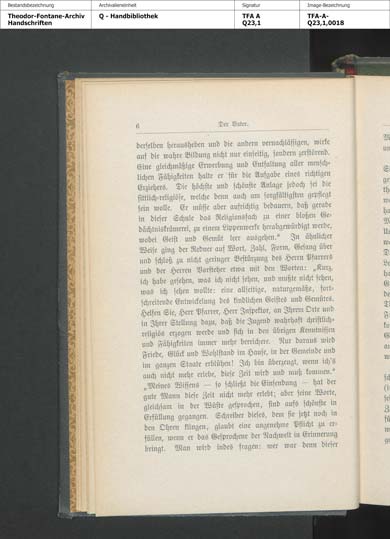 Bestandsbezeichnung
Archivalieneinheit
Signatur
Image-Bezeichnung
Theodor-Fontane-Archiv
Handschriften
Q - Handbibliothek
TFA A
Q23,1
TFA-A-
Q23,1,0018
6
Der Vater.
derselben herausheben und die andern vernachlässigen, wirke
auf die wahre Bildung nicht nur einseitig, sondern zerstörend.
Eine gleichmäßige Erwerbung und Entfaltung aller mensch-
lichen Fähigkeiten halte er für die Aufgabe eines richtigen
Erziehers. Die höchste und schönste Anlage jedoch sei die
sittlich-religiöse, welche denn auch am sorgfältigsten gepflegt
sein wolle. Er müsse aber aufrichtig bedauern, daß gerade
in dieser Schule das Religionsfach zu einer bloßen Ge-
dächtniskrämerei, zu einem Lippenwerke herabgewürdigt werde,
wobei Geist und Gemüt leer ausgehen.“ In ähnlicher
Weise ging der Redner auf Wort, Zahl, Form, Gesang über
und schloß zu nicht geringer Bestürzung des Herrn Pfarrers
und der Herren Vorsteher etwa mit den Worten: „Kurz,
ich habe gesehen, was ich nicht sehen, und mußte nicht sehen,
was ich sehen wollte: eine allseitige, naturgemäße, fort-
schreitende Entwickelung des kindlichen Geistes und Gemütes.
Helfen Sie, Herr Pfarrer, Herr Inspektor, an Ihrem Orte und
in Ihrer Stellung dazu, daß die Jugend wahrhaft christlich-
religiös erzogen werde und sich in den übrigen Kenntnissen
und Fähigkeiten immer mehr bereichere. Nur daraus wird
Friede, Glück und Wohlstand im Hause, in der Gemeinde und
im ganzen Staate erblühen! Ich bin überzeugt, wenn ich's
auch nicht mehr erlebe, diese Zeit wird und muß kommen.“
„Meines Wissens — so schließt die Einsendung — hat der
gute Mann diese Zeit nicht mehr erlebt; aber seine Worte,
gleichsam in der Wüste gesprochen, sind aufs schönste in
Erfüllung gegangen. Schreiber dieses, dem sie jetzt noch in
den Ohren klingen, glaubt eine angenehme Pflicht zu er-
füllen, wenn er das Gesprochene der Nachwelt in Erinnerung
bringt. Man wird indes fragen: wer war denn dieser